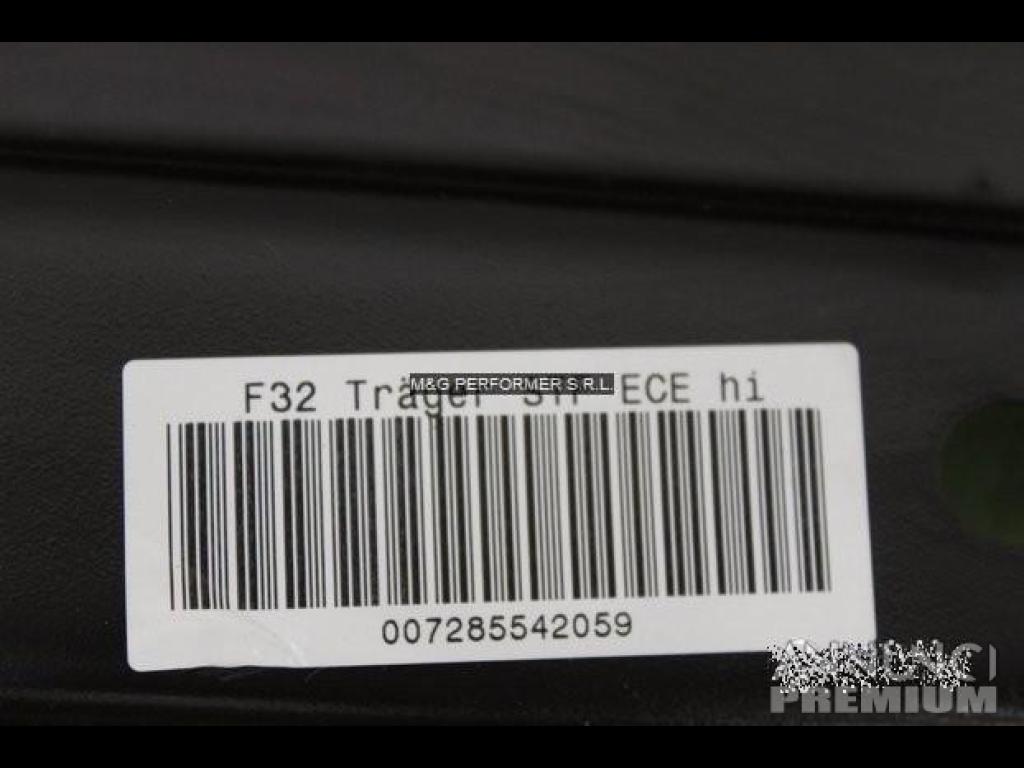 F32 Träger ECE hi
M&G PERFORMER S.R.L.
007285542059
PREMIUM